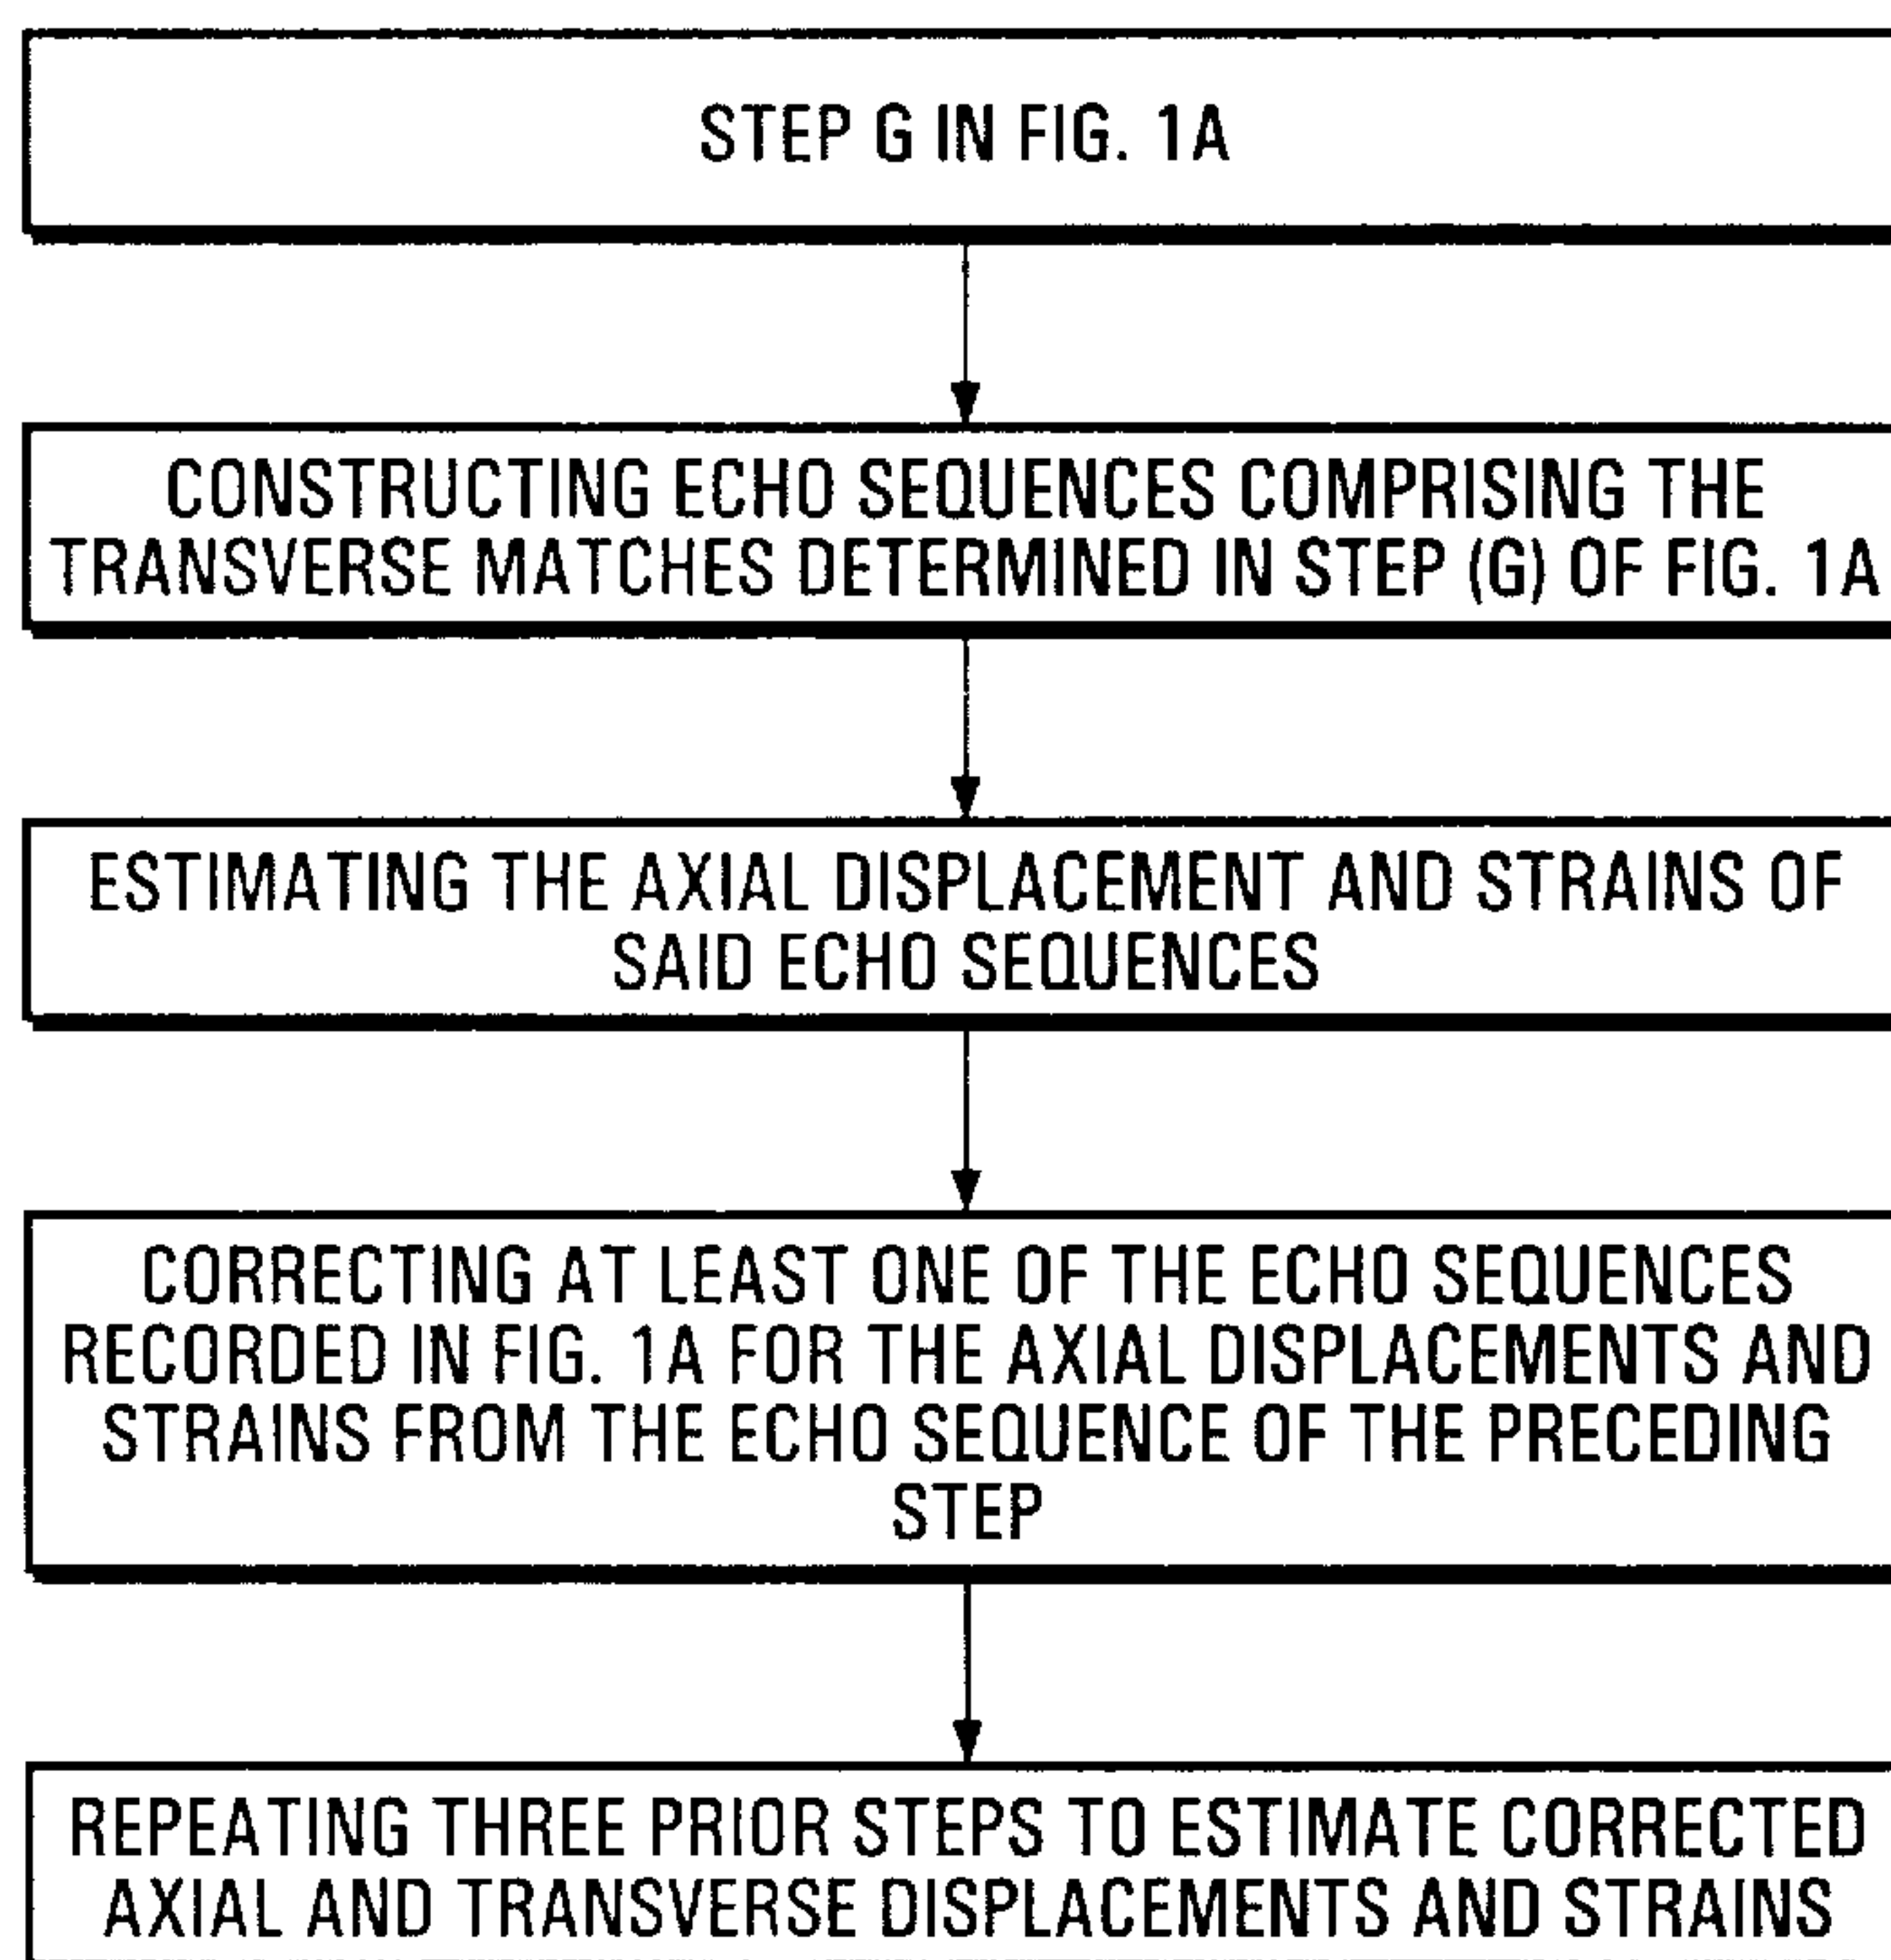 STEP G IN FIG. 1A
CONSTRUCTING ECHO SEQUENCES COMPRISING THE
TRANSVERSE MATCHES DETERMINED IN STEP (G) OF FIG. 1A
ESTIMATING THE AXIAL DISPLACEMENT AND STRAINS OF
SAID ECHO SEQUENCES
CORRECTING AT LEAST ONE OF THE ECHO SEQUENCES
RECORDED IN FIG. 1A FOR THE AXIAL DISPLACEMENTS AND
STRAINS FROM THE ECHO SEQUENCE OF THE PRECEDING
STEP
REPEATING THREE PRIOR STEPS TO ESTIMATE CORRECTED
AXIAL AND TRANSVERSE DISPLACEMENTS AND STRAINS